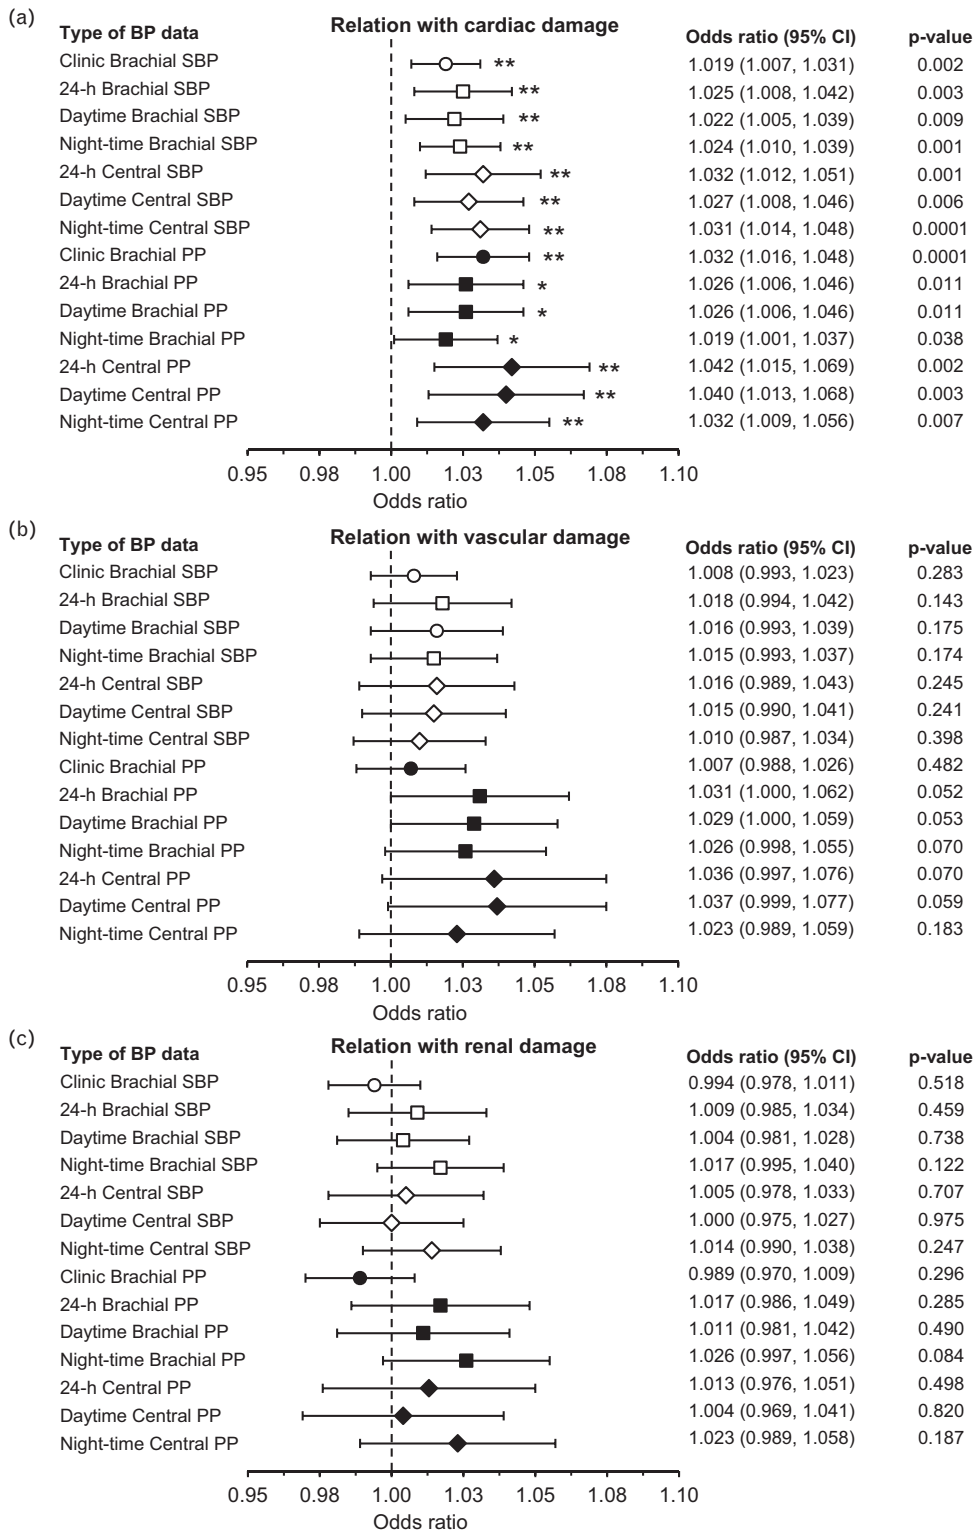 (a)
Type of BP data Relation with cardiac damage Odds ratio (95% CI) p-value
Clinic Brachial SBP ** 1.019 (1.007, 1.031) 0.002
24-h Brachial SBP ** 1.025 (1.008, 1.042) 0.003
Daytime Brachial SBP ** 1.022 (1.005, 1.039) 0.009
Night-time Brachial SBP ** 1.024 (1.010, 1.039) 0.001
24-h Central SBP ** 1.032 (1.012, 1.051) 0.001
Daytime Central SBP ** 1.027 (1.008, 1.046) 0.006
Night-time Central SBP ** 1.031 (1.014, 1.048) 0.0001
Clinic Brachial PP ** 1.032 (1.016, 1.048) 0.0001
24-h Brachial PP * 1.026 (1.006, 1.046) 0.011
Daytime Brachial PP * 1.026 (1.006, 1.046) 0.011
Night-time Brachial PP * 1.019 (1.001, 1.037) 0.038
24-h Central PP ** 1.042 (1.015, 1.069) 0.002
Daytime Central PP ** 1.040 (1.013, 1.068) 0.003
Night-time Central PP ** 1.032 (1.009, 1.056) 0.007
0.95 0.98 1.00 1.03 1.05 1.08 1.10
Odds ratio
(b)
Type of BP data Relation with vascular damage Odds ratio (95% CI) p-value
Clinic Brachial SBP 1.008 (0.993, 1.023) 0.283
24-h Brachial SBP 1.018 (0.994, 1.042) 0.143
Daytime Brachial SBP 1.016 (0.993, 1.039) 0.175
Night-time Brachial SBP 1.015 (0.993, 1.037) 0.174
24-h Central SBP 1.016 (0.989, 1.043) 0.245
Daytime Central SBP 1.015 (0.990, 1.041) 0.241
Night-time Central SBP 1.010 (0.987, 1.034) 0.398
Clinic Brachial PP 1.007 (0.988, 1.026) 0.482
24-h Brachial PP 1.031 (1.000, 1.062) 0.052
Daytime Brachial PP 1.029 (1.000, 1.059) 0.053
Night-time Brachial PP 1.026 (0.998, 1.055) 0.070
24-h Central PP 1.036 (0.997, 1.076) 0.070
Daytime Central PP 1.037 (0.999, 1.077) 0.059
Night-time Central PP 1.023 (0.989, 1.059) 0.183
0.95 0.98 1.00 1.03 1.05 1.08 1.10
Odds ratio
(c)
Type of BP data Relation with renal damage Odds ratio (95% CI) p-value
Clinic Brachial SBP 0.994 (0.978, 1.011) 0.518
24-h Brachial SBP 1.009 (0.985, 1.034) 0.459
Daytime Brachial SBP 1.004 (0.981, 1.028) 0.738
Night-time Brachial SBP 1.017 (0.995, 1.040) 0.122
24-h Central SBP 1.005 (0.978, 1.033) 0.707
Daytime Central SBP 1.000 (0.975, 1.027) 0.975
Night-time Central SBP 1.014 (0.990, 1.038) 0.247
Clinic Brachial PP 0.989 (0.970, 1.009) 0.296
24-h Brachial PP 1.017 (0.986, 1.049) 0.285
Daytime Brachial PP 1.011 (0.981, 1.042) 0.490
Night-time Brachial PP 1.026 (0.997, 1.056) 0.084
24-h Central PP 1.013 (0.976, 1.051) 0.498
Daytime Central PP 1.004 (0.969, 1.041) 0.820
Night-time Central PP 1.023 (0.989, 1.058) 0.187
0.95 0.98 1.00 1.03 1.05 1.08 1.10
Odds ratio